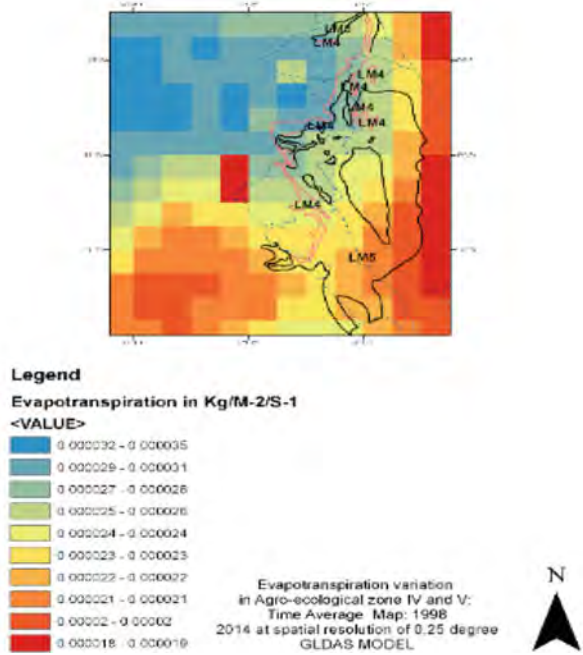 LM5
LM4
LM4
LM4
M4
LM4
LM4
LM4
LM5
Legend
Evapotranspiration in Kg/M-2/S-1
<VALUE>
0.000032 - 0.000035
0.000029 - 0.000031
0.000027 - 0.000028
0.000025 - 0.000026
0.000024 - 0.000024
0.000023 - 0.000023
0.000022 - 0.000022
0.000021 - 0.000021
0.00002 - 0.00002
0.000018 - 0.000019
Evapotranspiration variation
in Agro-ecological zone IV and V:
Time Average Map: 1998
2014 at spatial resolution of 0.25 degree
GLDAS MODEL
N